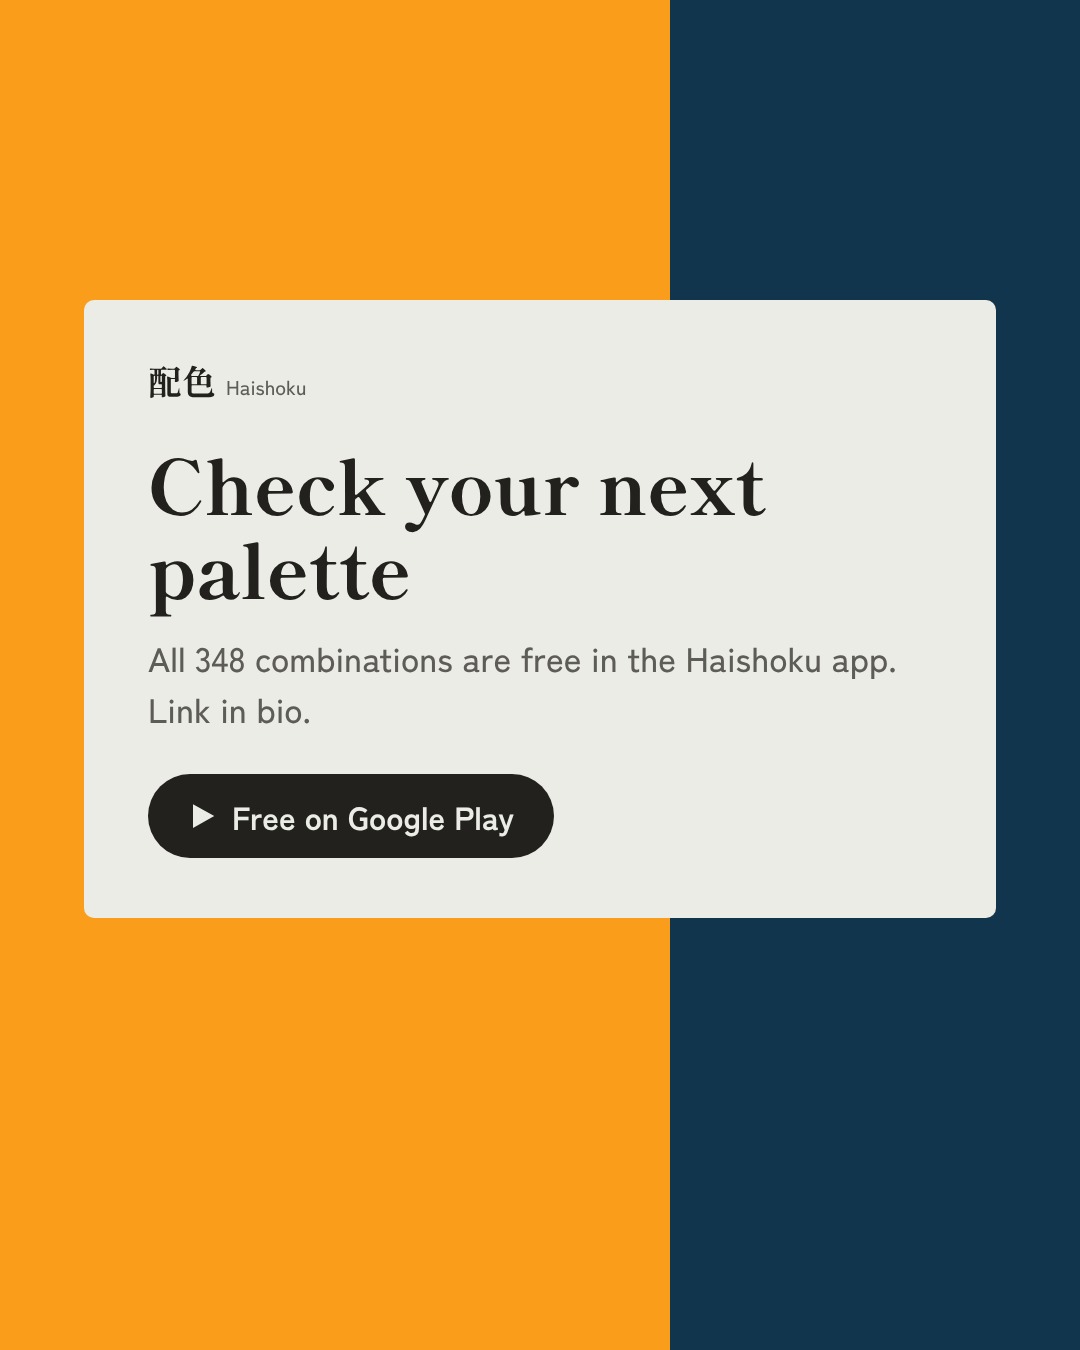 配色 Haishoku
Check your next
palette
All 348 combinations are free in the Haishoku app.
Link in bio.
Free on Google Play